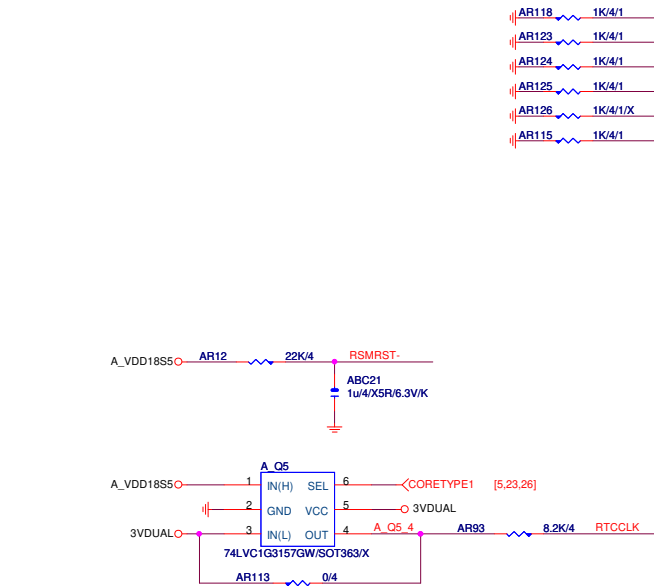 AR118 1K/4/1
AR123 1K/4/1
AR124 1K/4/1
AR125 1K/4/1
AR126 1K/4/1/X
AR115 1K/4/1
A_VDD18S5 AR12 22K/4 RSMRST-
ABC21
1u/4/X5R/6.3V/K
A_Q5
A_VDD18S5 1 IN(H) SEL 6 CORETYPE1 [5,23,26]
2 GND VCC 5 3VDUAL
3VDUAL 3 IN(L) OUT 4 A_Q5_4 AR93 8.2K/4 RTCCLK
74LVC1G3157GW/SOT363/X
AR113 0/4